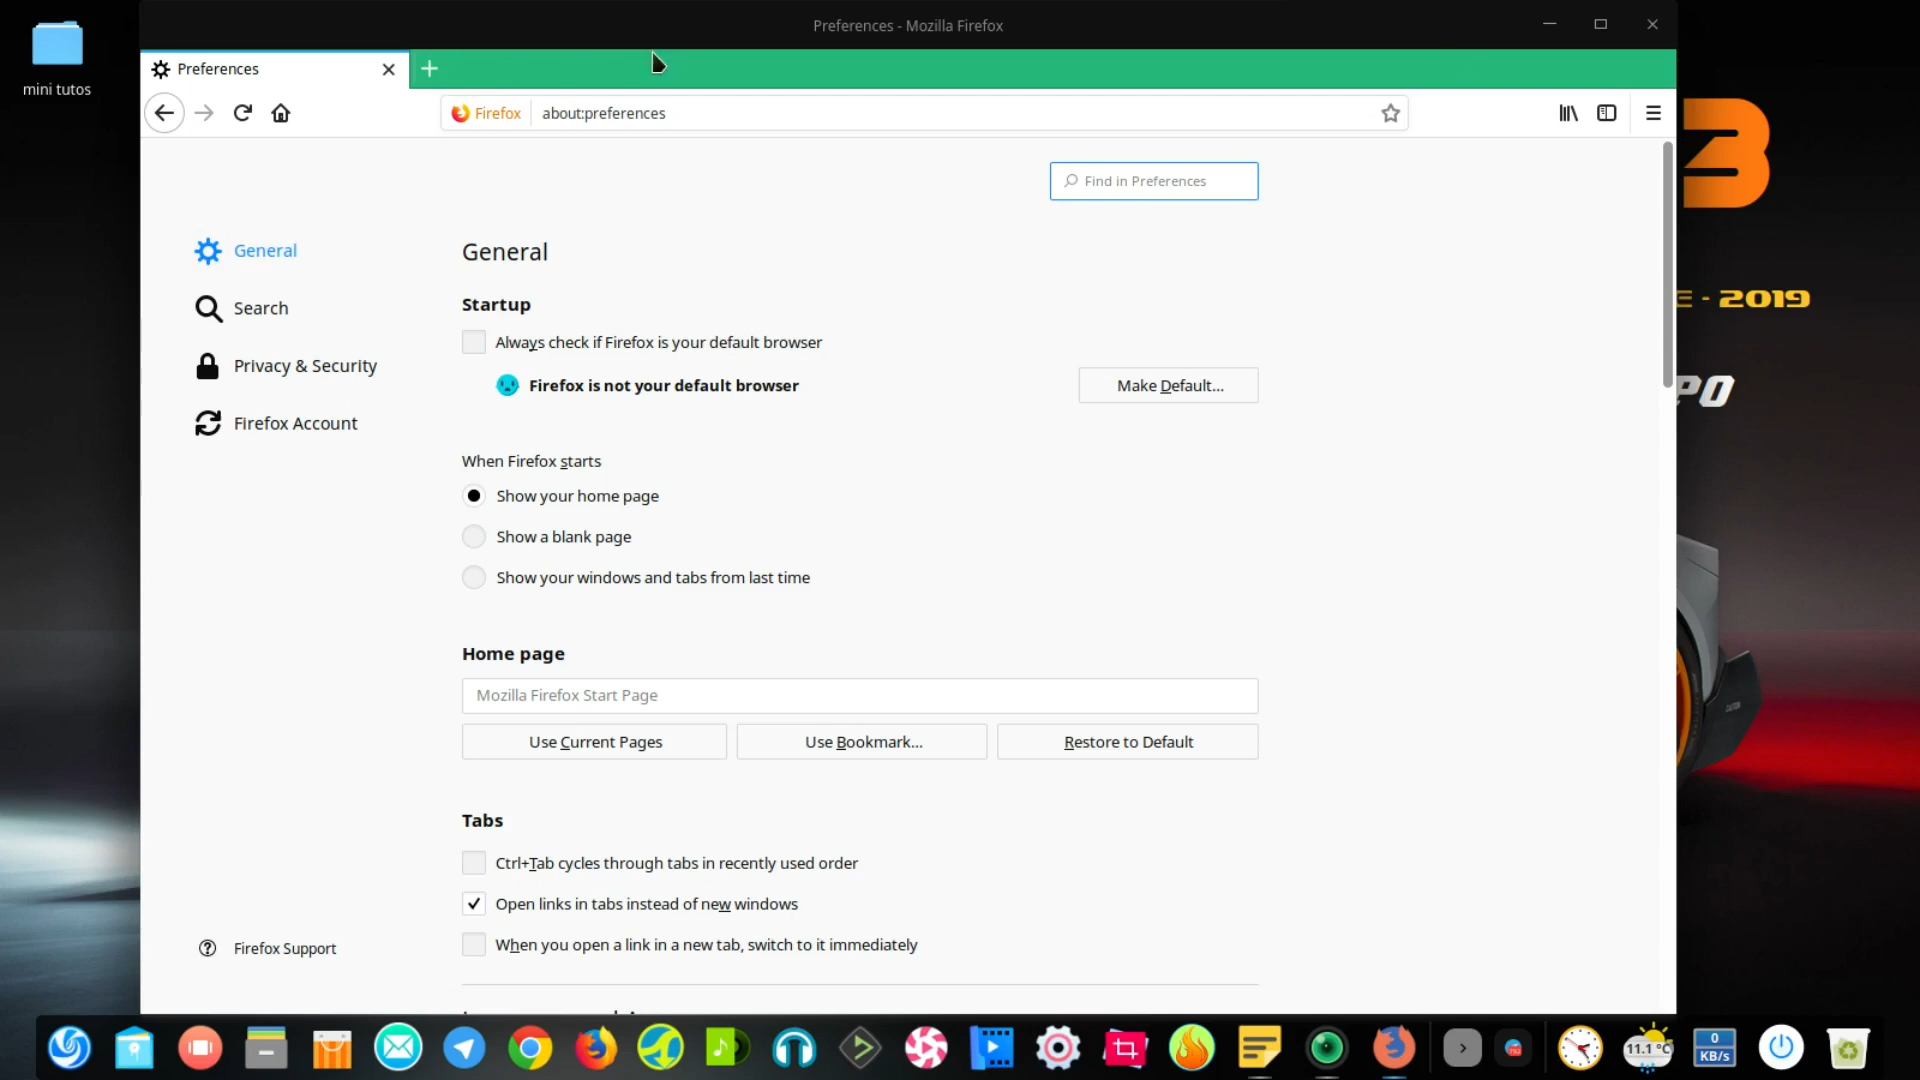 Preferences - Mozilla Firefox
mini tutos
Preferences
Firefox
about:preferences
Find in Preferences
3
- 2019
General
Search
Privacy & Security
Firefox Account
General
Startup
Always check if Firefox is your default browser
Firefox is not your default browser
Make Default...
When Firefox starts
Show your home page
Show a blank page
Show your windows and tabs from last time
Home page
Mozilla Firefox Start Page
Use Current Pages
Use Bookmark...
Restore to Default
Tabs
Ctrl+Tab cycles through tabs in recently used order
Open links in tabs instead of new windows
When you open a link in a new tab, switch to it immediately
Firefox Support
11.1 °C
0
KB/s